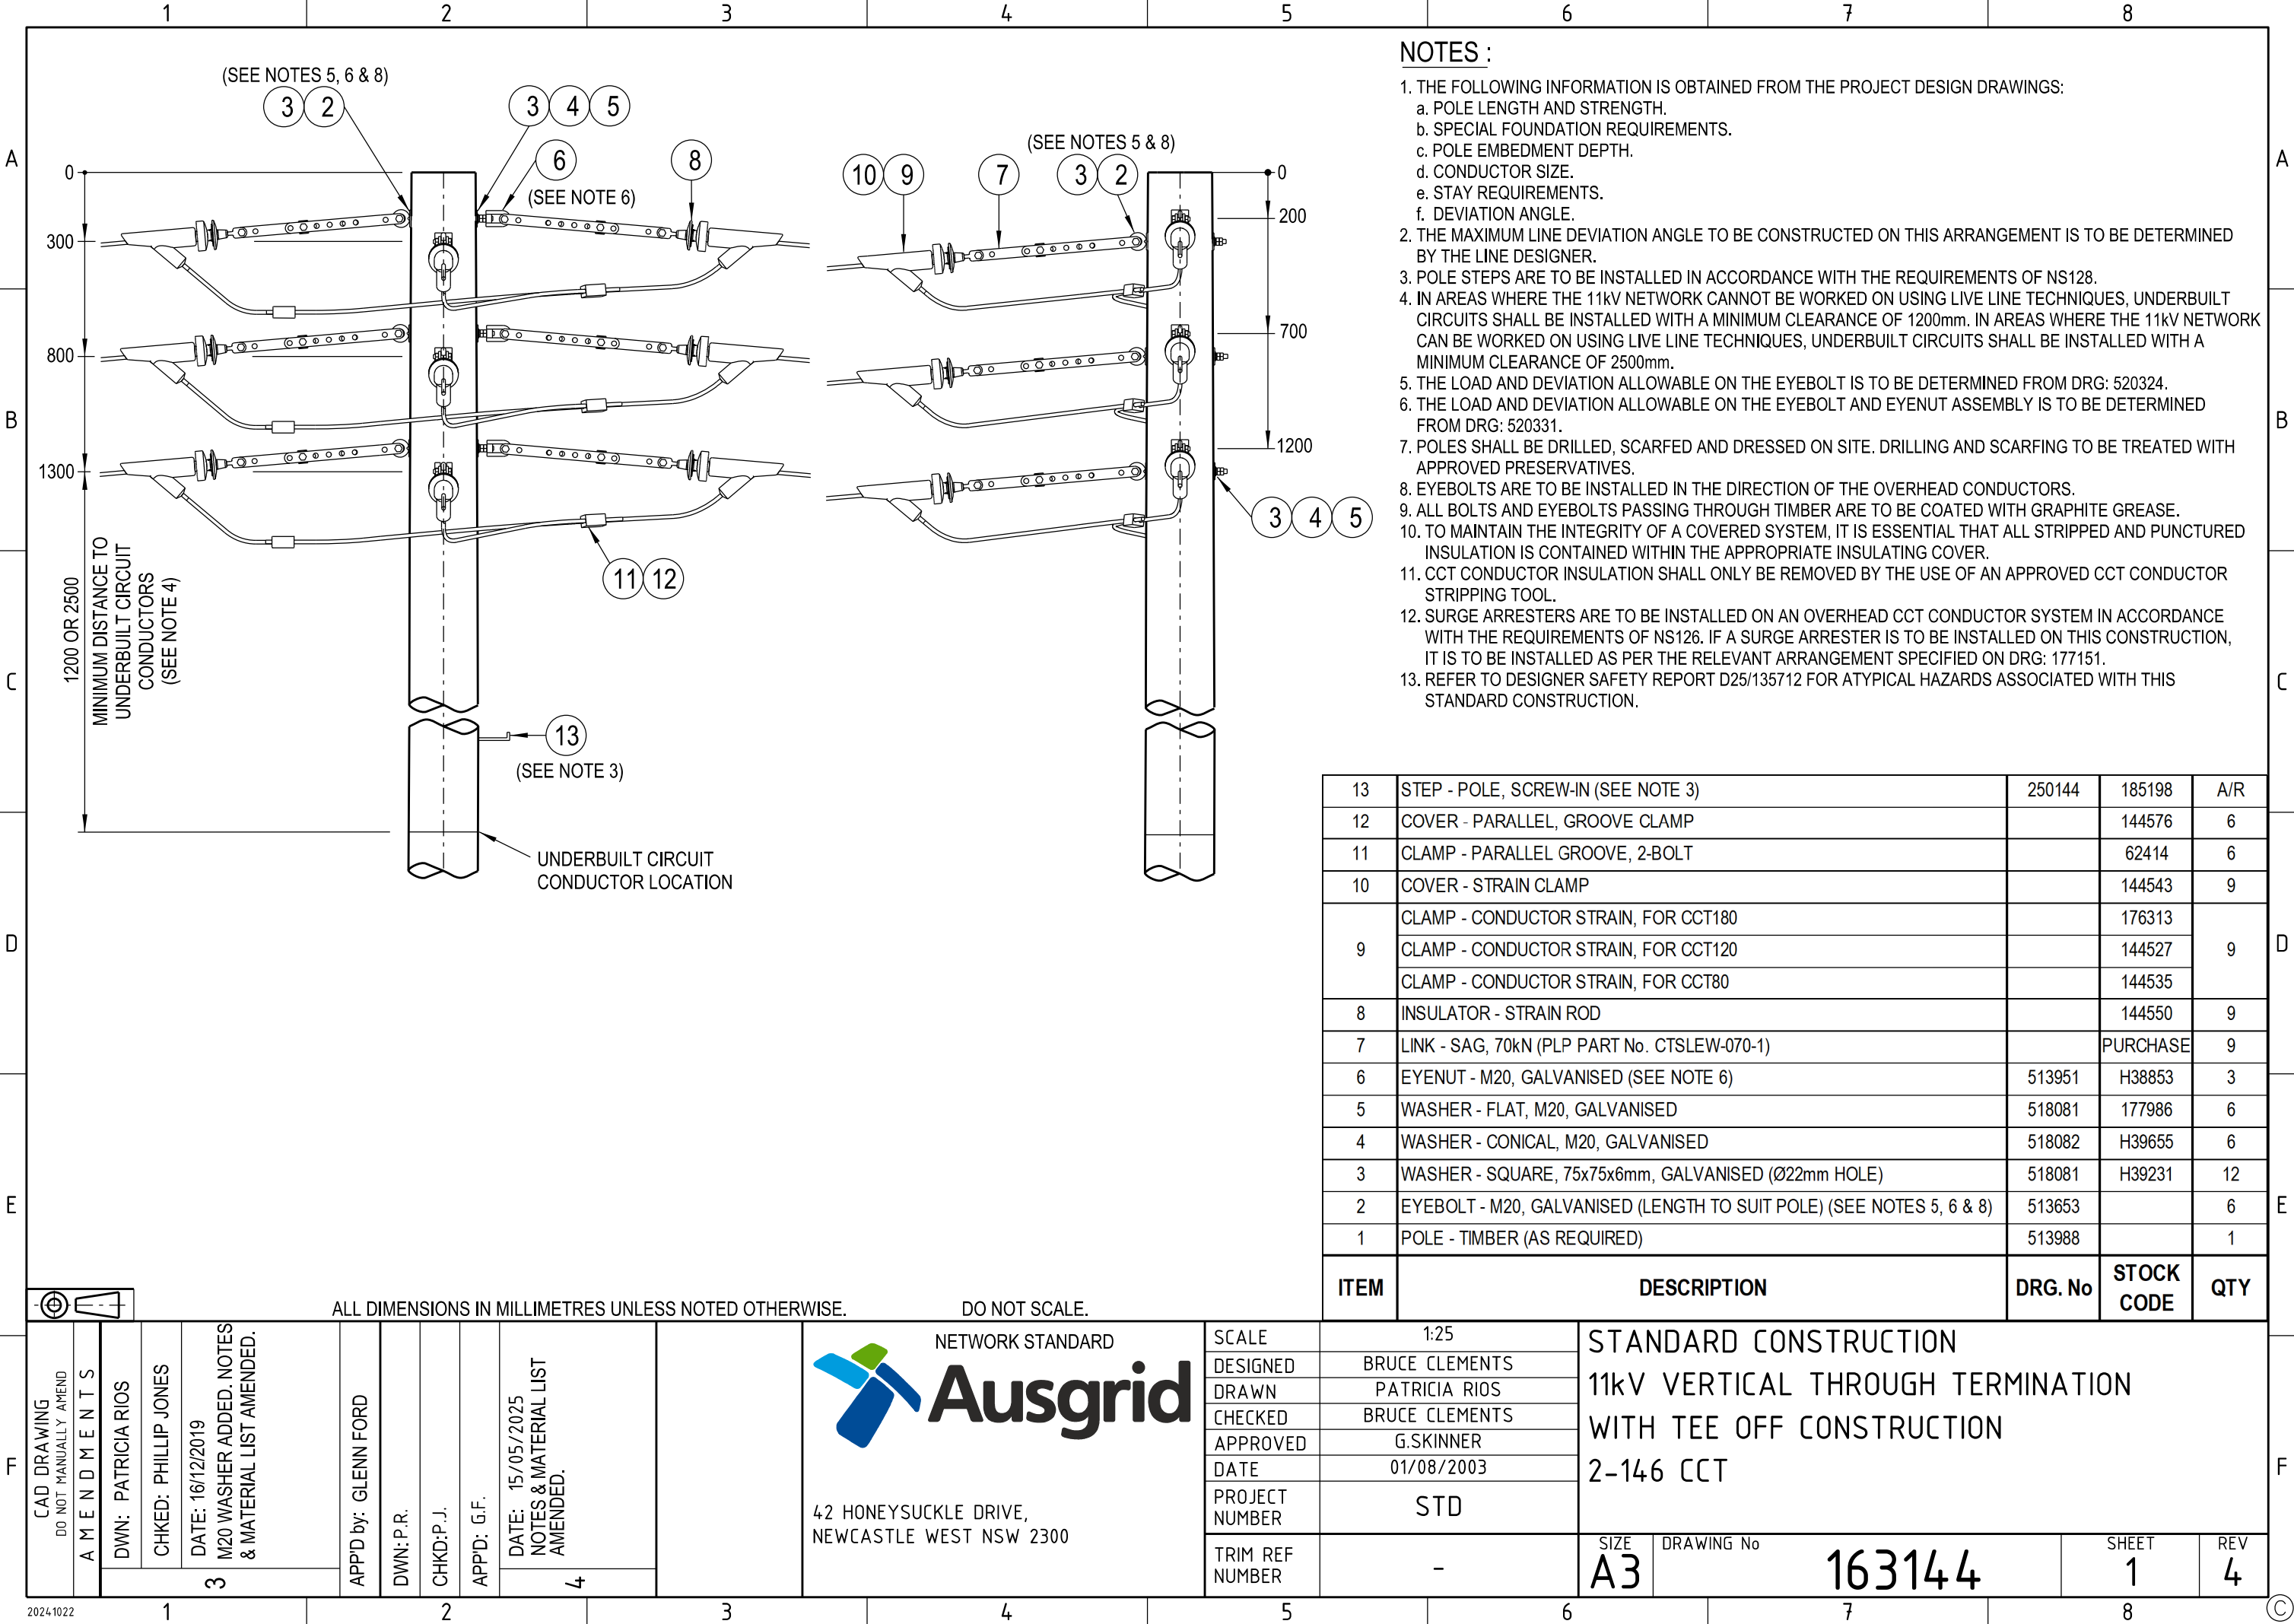 1 2 3 4 5 6 7 8
A
B
C
D
E
F
(SEE NOTES 5, 6 & 8)
3 2
3 4 5
6
(SEE NOTE 6)
8
0
300
800
1300
1200 OR 2500
MINIMUM DISTANCE TO
UNDERBUILT CIRCUIT
CONDUCTORS
(SEE NOTE 4)
11 12
13
(SEE NOTE 3)
UNDERBUILT CIRCUIT
CONDUCTOR LOCATION
(SEE NOTES 5 & 8)
10 9
7
3 2
0
200
700
1200
3 4 5
NOTES :
1. THE FOLLOWING INFORMATION IS OBTAINED FROM THE PROJECT DESIGN DRAWINGS:
a. POLE LENGTH AND STRENGTH.
b. SPECIAL FOUNDATION REQUIREMENTS.
c. POLE EMBEDMENT DEPTH.
d. CONDUCTOR SIZE.
e. STAY REQUIREMENTS.
f. DEVIATION ANGLE.
2. THE MAXIMUM LINE DEVIATION ANGLE TO BE CONSTRUCTED ON THIS ARRANGEMENT IS TO BE DETERMINED
BY THE LINE DESIGNER.
3. POLE STEPS ARE TO BE INSTALLED IN ACCORDANCE WITH THE REQUIREMENTS OF NS128.
4. IN AREAS WHERE THE 11kV NETWORK CANNOT BE WORKED ON USING LIVE LINE TECHNIQUES, UNDERBUILT
CIRCUITS SHALL BE INSTALLED WITH A MINIMUM CLEARANCE OF 1200mm. IN AREAS WHERE THE 11kV NETWORK
CAN BE WORKED ON USING LIVE LINE TECHNIQUES, UNDERBUILT CIRCUITS SHALL BE INSTALLED WITH A
MINIMUM CLEARANCE OF 2500mm.
5. THE LOAD AND DEVIATION ALLOWABLE ON THE EYEBOLT IS TO BE DETERMINED FROM DRG: 520324.
6. THE LOAD AND DEVIATION ALLOWABLE ON THE EYEBOLT AND EYENUT ASSEMBLY IS TO BE DETERMINED
FROM DRG: 520331.
7. POLES SHALL BE DRILLED, SCARFED AND DRESSED ON SITE. DRILLING AND SCARFING TO BE TREATED WITH
APPROVED PRESERVATIVES.
8. EYEBOLTS ARE TO BE INSTALLED IN THE DIRECTION OF THE OVERHEAD CONDUCTORS.
9. ALL BOLTS AND EYEBOLTS PASSING THROUGH TIMBER ARE TO BE COATED WITH GRAPHITE GREASE.
10. TO MAINTAIN THE INTEGRITY OF A COVERED SYSTEM, IT IS ESSENTIAL THAT ALL STRIPPED AND PUNCTURED
INSULATION IS CONTAINED WITHIN THE APPROPRIATE INSULATING COVER.
11. CCT CONDUCTOR INSULATION SHALL ONLY BE REMOVED BY THE USE OF AN APPROVED CCT CONDUCTOR
STRIPPING TOOL.
12. SURGE ARRESTERS ARE TO BE INSTALLED ON AN OVERHEAD CCT CONDUCTOR SYSTEM IN ACCORDANCE
WITH THE REQUIREMENTS OF NS126. IF A SURGE ARRESTER IS TO BE INSTALLED ON THIS CONSTRUCTION,
IT IS TO BE INSTALLED AS PER THE RELEVANT ARRANGEMENT SPECIFIED ON DRG: 177151.
13. REFER TO DESIGNER SAFETY REPORT D25/135712 FOR ATYPICAL HAZARDS ASSOCIATED WITH THIS
STANDARD CONSTRUCTION.
13 STEP - POLE, SCREW-IN (SEE NOTE 3) 250144 185198 A/R
12 COVER - PARALLEL, GROOVE CLAMP 144576 6
11 CLAMP - PARALLEL GROOVE, 2-BOLT 62414 6
10 COVER - STRAIN CLAMP 144543 9
CLAMP - CONDUCTOR STRAIN, FOR CCT180 176313
9 CLAMP - CONDUCTOR STRAIN, FOR CCT120 144527 9
CLAMP - CONDUCTOR STRAIN, FOR CCT80 144535
8 INSULATOR - STRAIN ROD 144550 9
7 LINK - SAG, 70kN (PLP PART No. CTSLEW-070-1) PURCHASE 9
6 EYENUT - M20, GALVANISED (SEE NOTE 6) 513951 H38853 3
5 WASHER - FLAT, M20, GALVANISED 518081 177986 6
4 WASHER - CONICAL, M20, GALVANISED 518082 H39655 6
3 WASHER - SQUARE, 75x75x6mm, GALVANISED (Ø22mm HOLE) 518081 H39231 12
2 EYEBOLT - M20, GALVANISED (LENGTH TO SUIT POLE) (SEE NOTES 5, 6 & 8) 513653 6
1 POLE - TIMBER (AS REQUIRED) 513988 1
ITEM DESCRIPTION DRG. No STOCK CODE QTY
ALL DIMENSIONS IN MILLIMETRES UNLESS NOTED OTHERWISE. DO NOT SCALE.
CAD DRAWING
DO NOT MANUALLY AMEND
AMENDMENTS
DWN: PATRICIA RIOS
CHKED: PHILLIP JONES
DATE: 16/12/2019
M20 WASHER ADDED. NOTES
& MATERIAL LIST AMENDED.
3
APP'D by: GLENN FORD
DWN: P.R.
CHKD:P.J.
APP'D: G.F.
DATE: 15/05/2025
NOTES & MATERIAL LIST
AMENDED.
4
NETWORK STANDARD
Ausgrid
42 HONEYSUCKLE DRIVE,
NEWCASTLE WEST NSW 2300
SCALE 1:25
DESIGNED BRUCE CLEMENTS
DRAWN PATRICIA RIOS
CHECKED BRUCE CLEMENTS
APPROVED G.SKINNER
DATE 01/08/2003
PROJECT NUMBER STD
TRIM REF NUMBER -
STANDARD CONSTRUCTION
11kV VERTICAL THROUGH TERMINATION
WITH TEE OFF CONSTRUCTION
2-146 CCT
SIZE A3
DRAWING No 163144
SHEET 1
REV 4
A
B
C
D
E
F
20241022
1 2 3 4 5 6 7 8
©